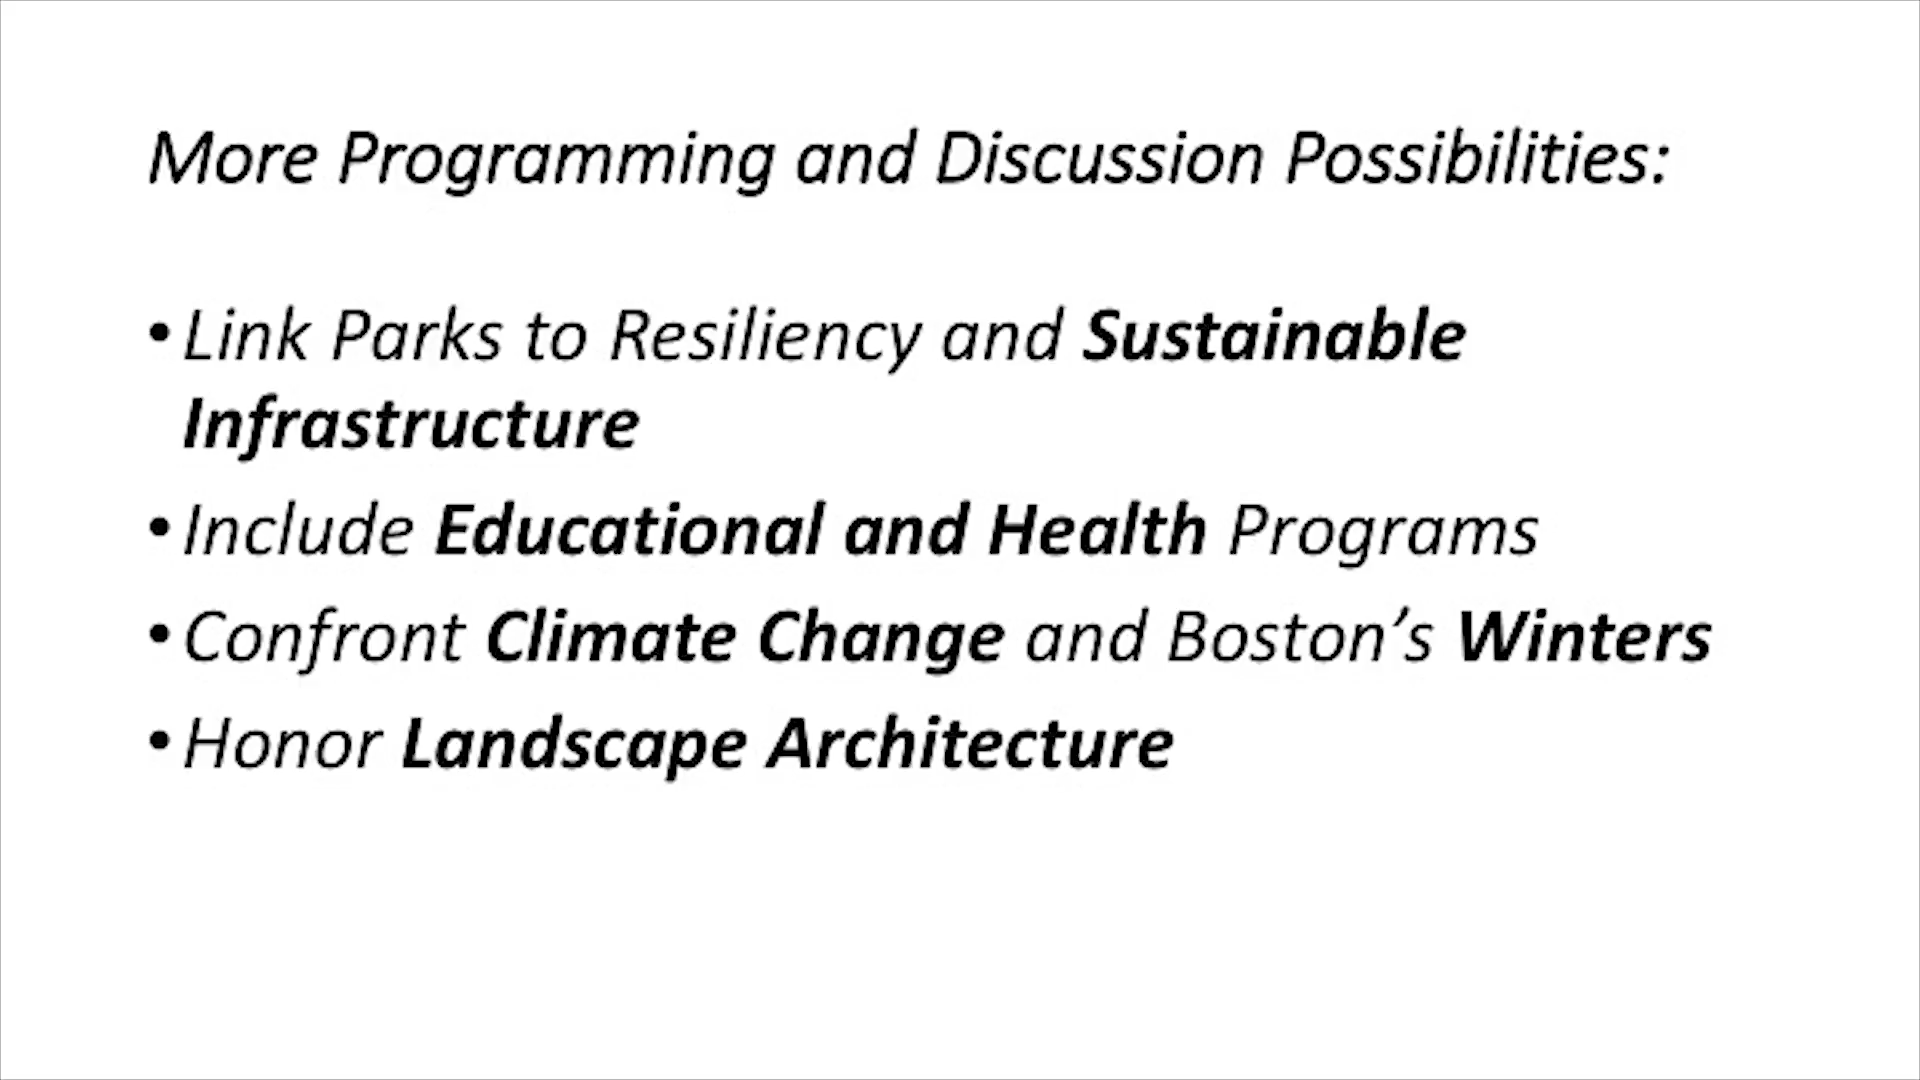 More Programming and Discussion Possibilities:
• Link Parks to Resiliency and Sustainable
Infrastructure
• Include Educational and Health Programs
• Confront Climate Change and Boston’s Winters
• Honor Landscape Architecture